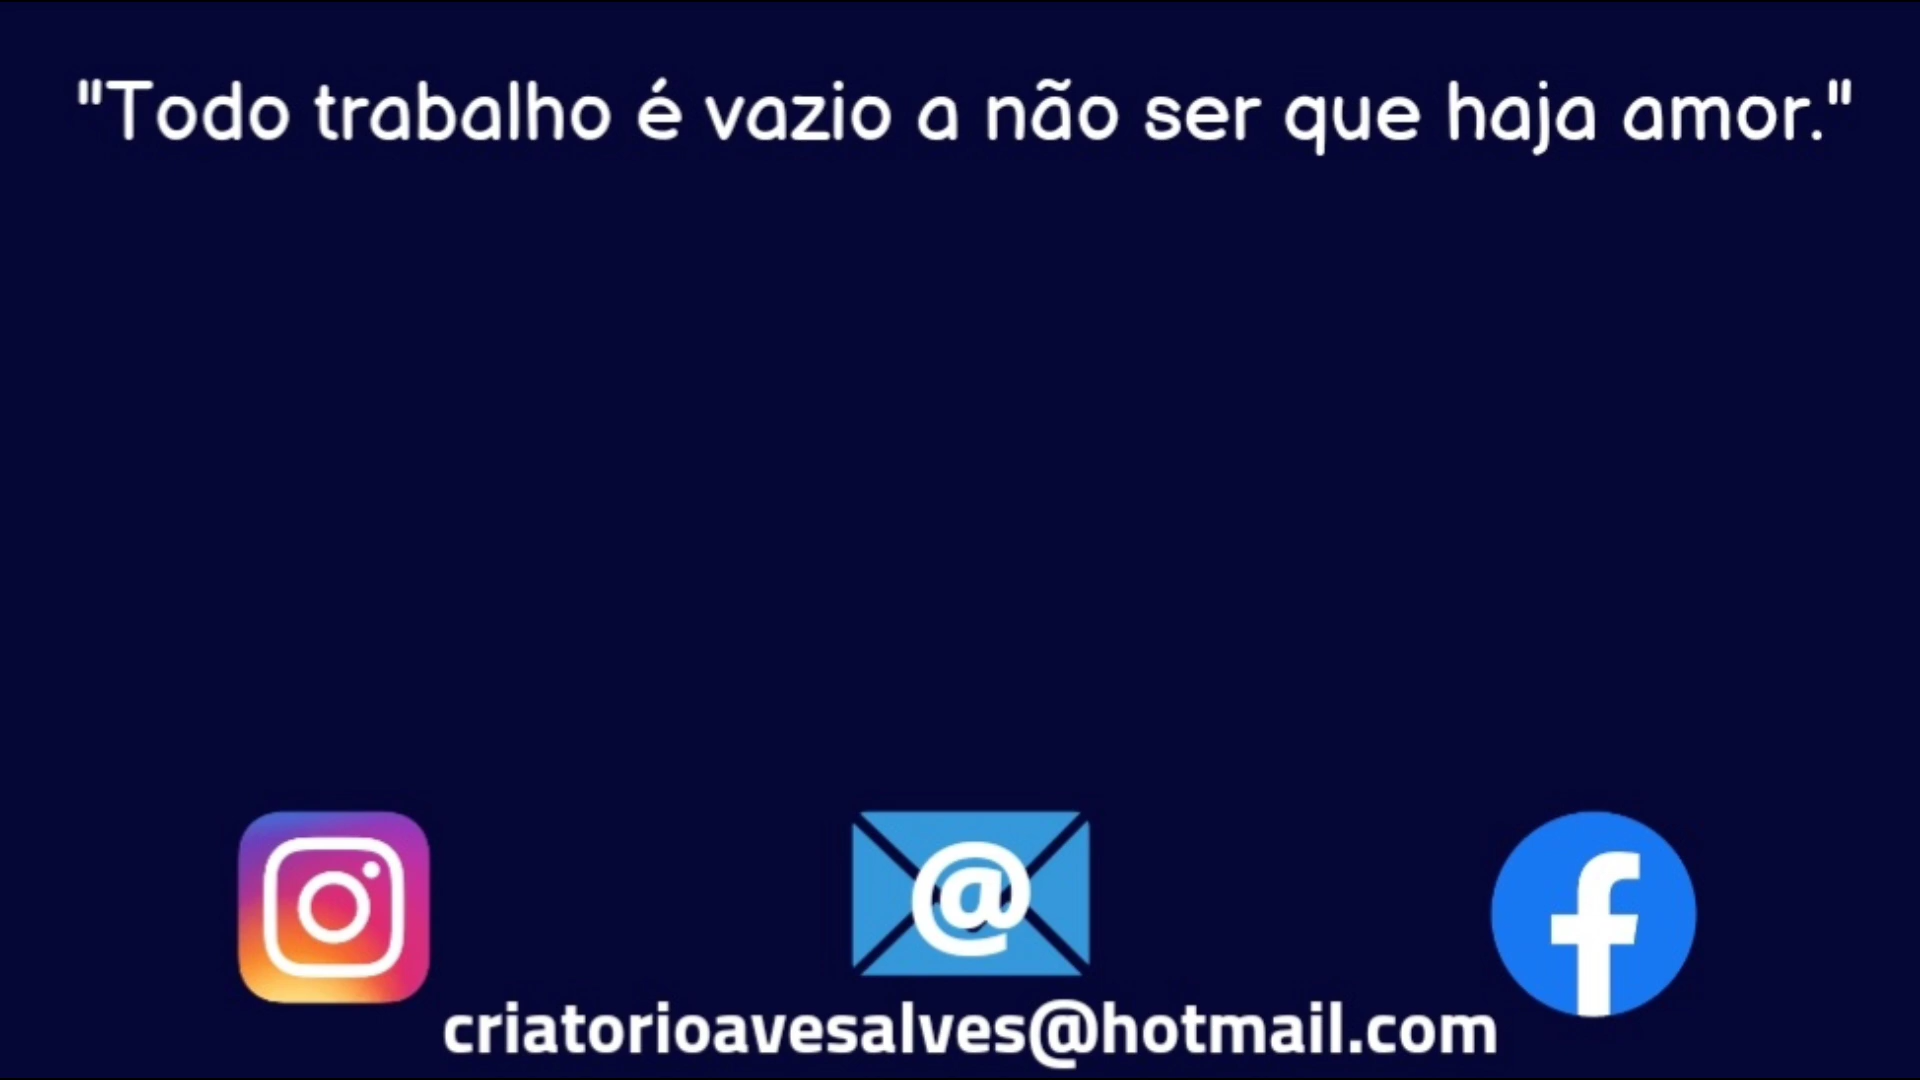 "Todo trabalho é vazio a não ser que haja amor."
@
criatorioavesalves@hotmail.com